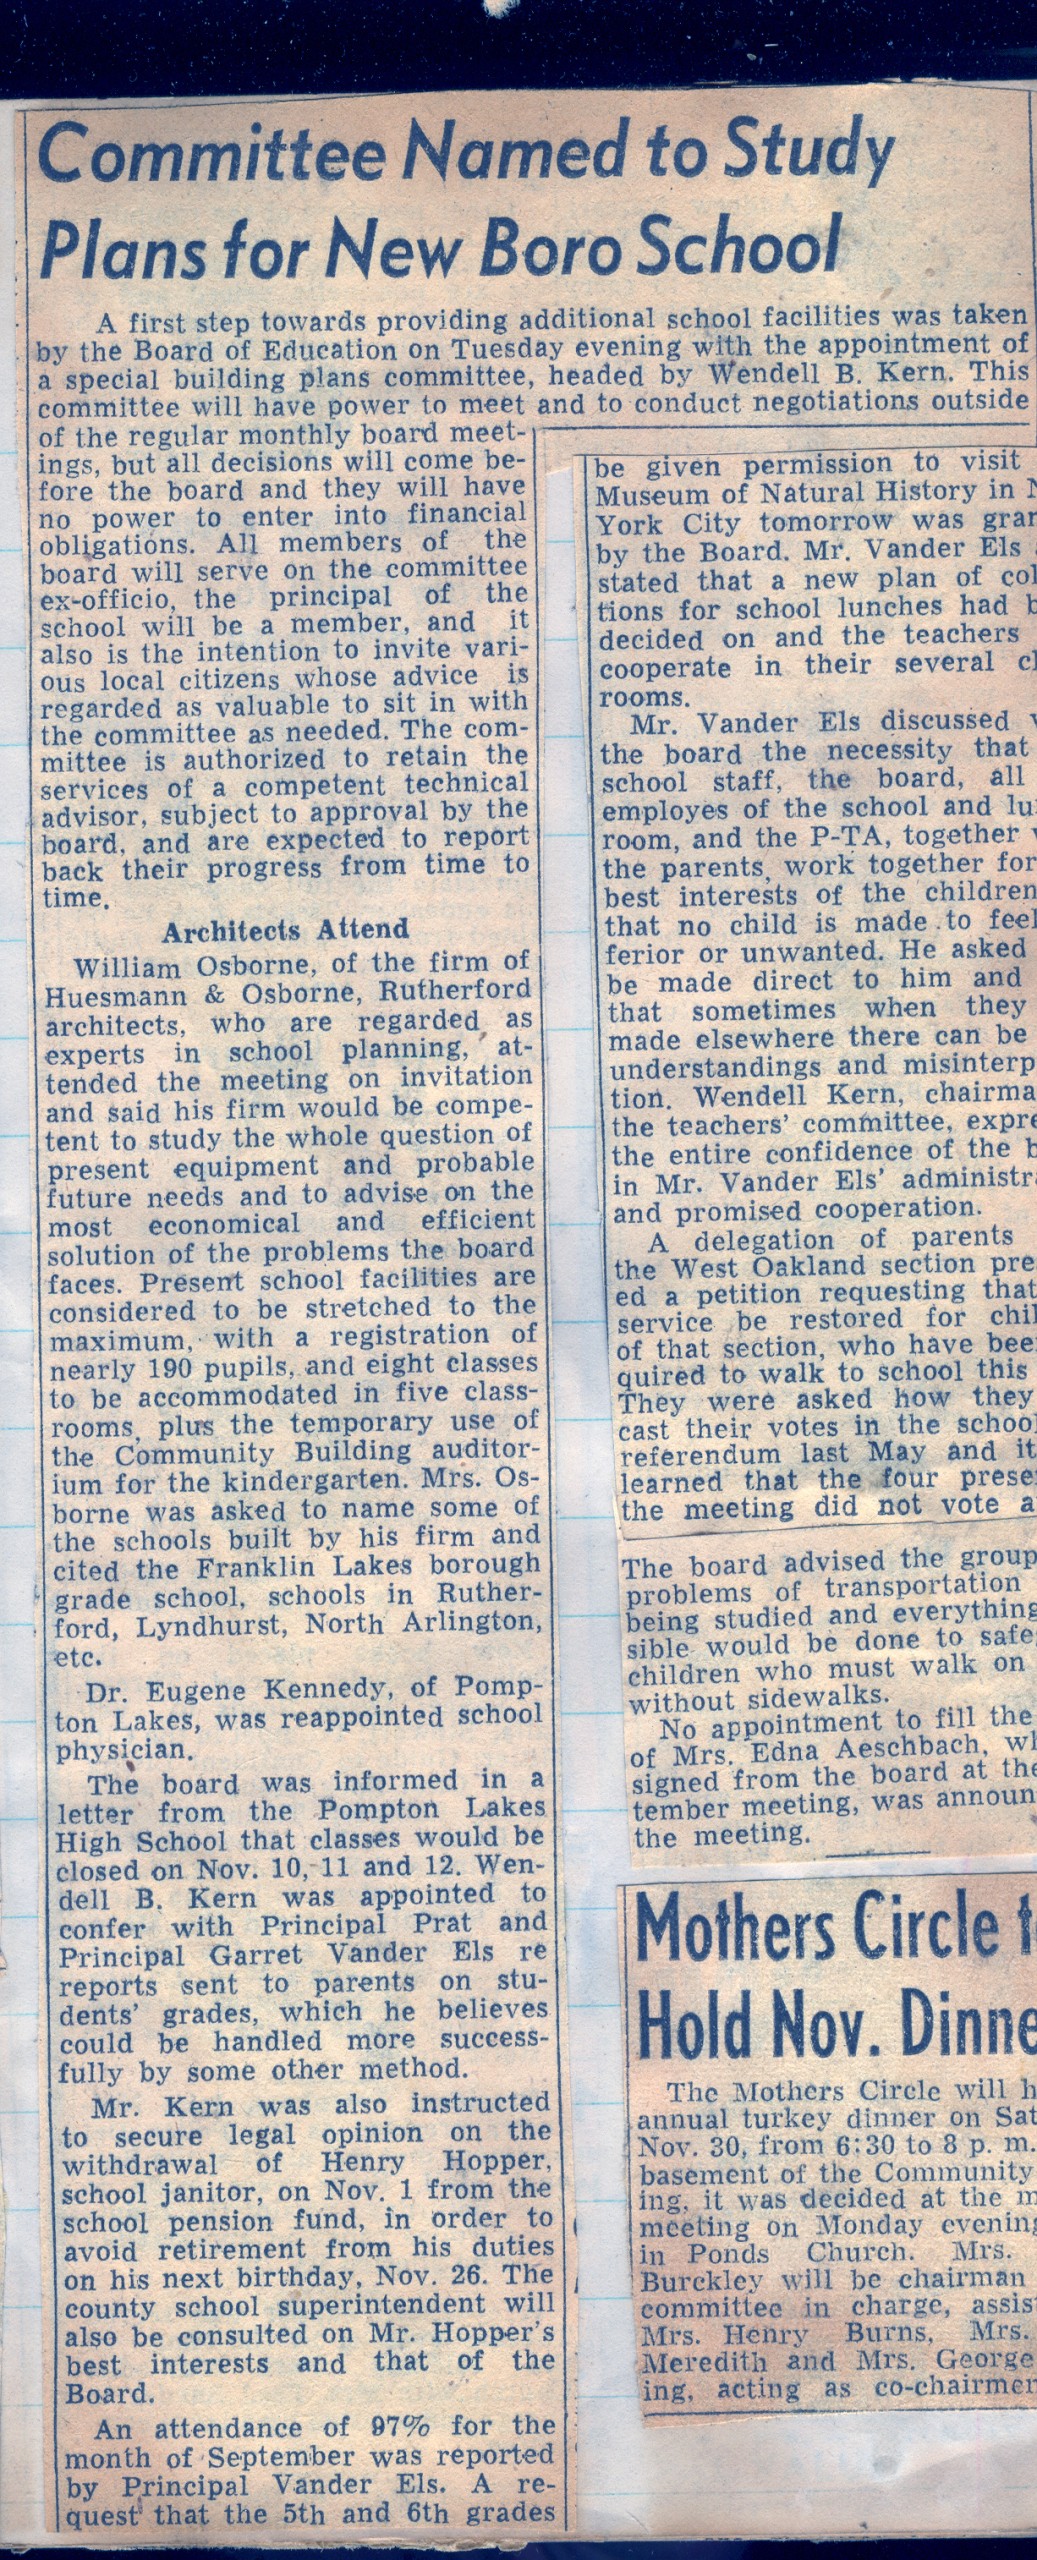 Committee Named to Study
Plans for New Boro School
A first step towards providing additional school facilities was taken
by the Board of Education on Tuesday evening with the appointment of
a special building plans committee, headed by Wendell B. Kern. This
committee will have power to meet and to conduct negotiations outside
of the regular monthly board meet-
ings, but all decisions will come be-
fore the board and they will have
no power to enter into financial
obligations. All members of the
board will serve on the committee
ex-officio, the principal of the
school will be a member, and it
also is the intention to invite vari-
ous local citizens whose advice is
regarded as valuable to sit in with
the committee as needed. The com-
mittee is authorized to retain the
services of a competent technical
advisor, subject to approval by the
board, and are expected to report
back their progress from time to
time.
Architects Attend
William Osborne, of the firm of
Huesmann & Osborne, Rutherford
architects, who are regarded as
experts in school planning, at-
tended the meeting on invitation
and said his firm would be compe-
tent to study the whole question of
present equipment and probable
future needs and to advise on the
most economical and efficient
solution of the problems the board
faces. Present school facilities are
considered to be stretched to the
maximum, with a registration of
nearly 190 pupils, and eight classes
to be accommodated in five class-
rooms, plus the temporary use of
the Community Building auditor-
ium for the kindergarten. Mrs. Os-
borne was asked to name some of
the schools built by his firm and
cited the Franklin Lakes borough
grade school, schools in Ruther-
ford, Lyndhurst, North Arlington,
etc.
Dr. Eugene Kennedy, of Pomp-
ton Lakes, was reappointed school
physician.
The board was informed in a
letter from the Pompton Lakes
High School that classes would be
closed on Nov. 10, 11 and 12. Wen-
dell B. Kern was appointed to
confer with Principal Prat and
Principal Garret Vander Els re
reports sent to parents on stu-
dents' grades, which he believes
could be handled more success-
fully by some other method.
Mr. Kern was also instructed
to secure legal opinion on the
withdrawal of Henry Hopper,
school janitor, on Nov. 1 from the
school pension fund, in order to
avoid retirement from his duties
on his next birthday, Nov. 26. The
county school superintendent will
also be consulted on Mr. Hopper's
best interests and that of the
Board.
An attendance of 97% for the
month of September was reported
by Principal Vander Els. A re-
quest that the 5th and 6th grades
be given permission to visit
Museum of Natural History in
York City tomorrow was gran
by the Board. Mr. Vander Els
stated that a new plan of col
tions for school lunches had b
decided on and the teachers
cooperate in their several cl
rooms.
Mr. Vander Els discussed
the board the necessity that
school staff, the board, all
employes of the school and lu
room, and the P-TA, together
the parents, work together for
best interests of the children
that no child is made to feel
ferior or unwanted. He asked
be made direct to him and
that sometimes when they
made elsewhere there can be
understandings and misinterp
tion. Wendell Kern, chairma
the teachers' committee, expre
the entire confidence of the b
in Mr. Vander Els' administra
and promised cooperation.
A delegation of parents
the West Oakland section pre
ed a petition requesting that
service be restored for chil
of that section, who have bee
quired to walk to school this
They were asked how they
cast their votes in the school
referendum last May and it
learned that the four prese
the meeting did not vote a
The board advised the group
problems of transportation
being studied and everything
sible would be done to safe
children who must walk on
without sidewalks.
No appointment to fill the
of Mrs. Edna Aeschbach, wh
signed from the board at the
tember meeting, was announ
the meeting.
Mothers Circle t
Hold Nov. Dinne
The Mothers Circle will h
annual turkey dinner on Sat
Nov. 30, from 6:30 to 8 p. m.
basement of the Community
ing, it was decided at the m
meeting on Monday evening
in Ponds Church. Mrs.
Burckley will be chairman
committee in charge, assis
Mrs. Henry Burns, Mrs.
Meredith and Mrs. George
ing, acting as co-chairmen